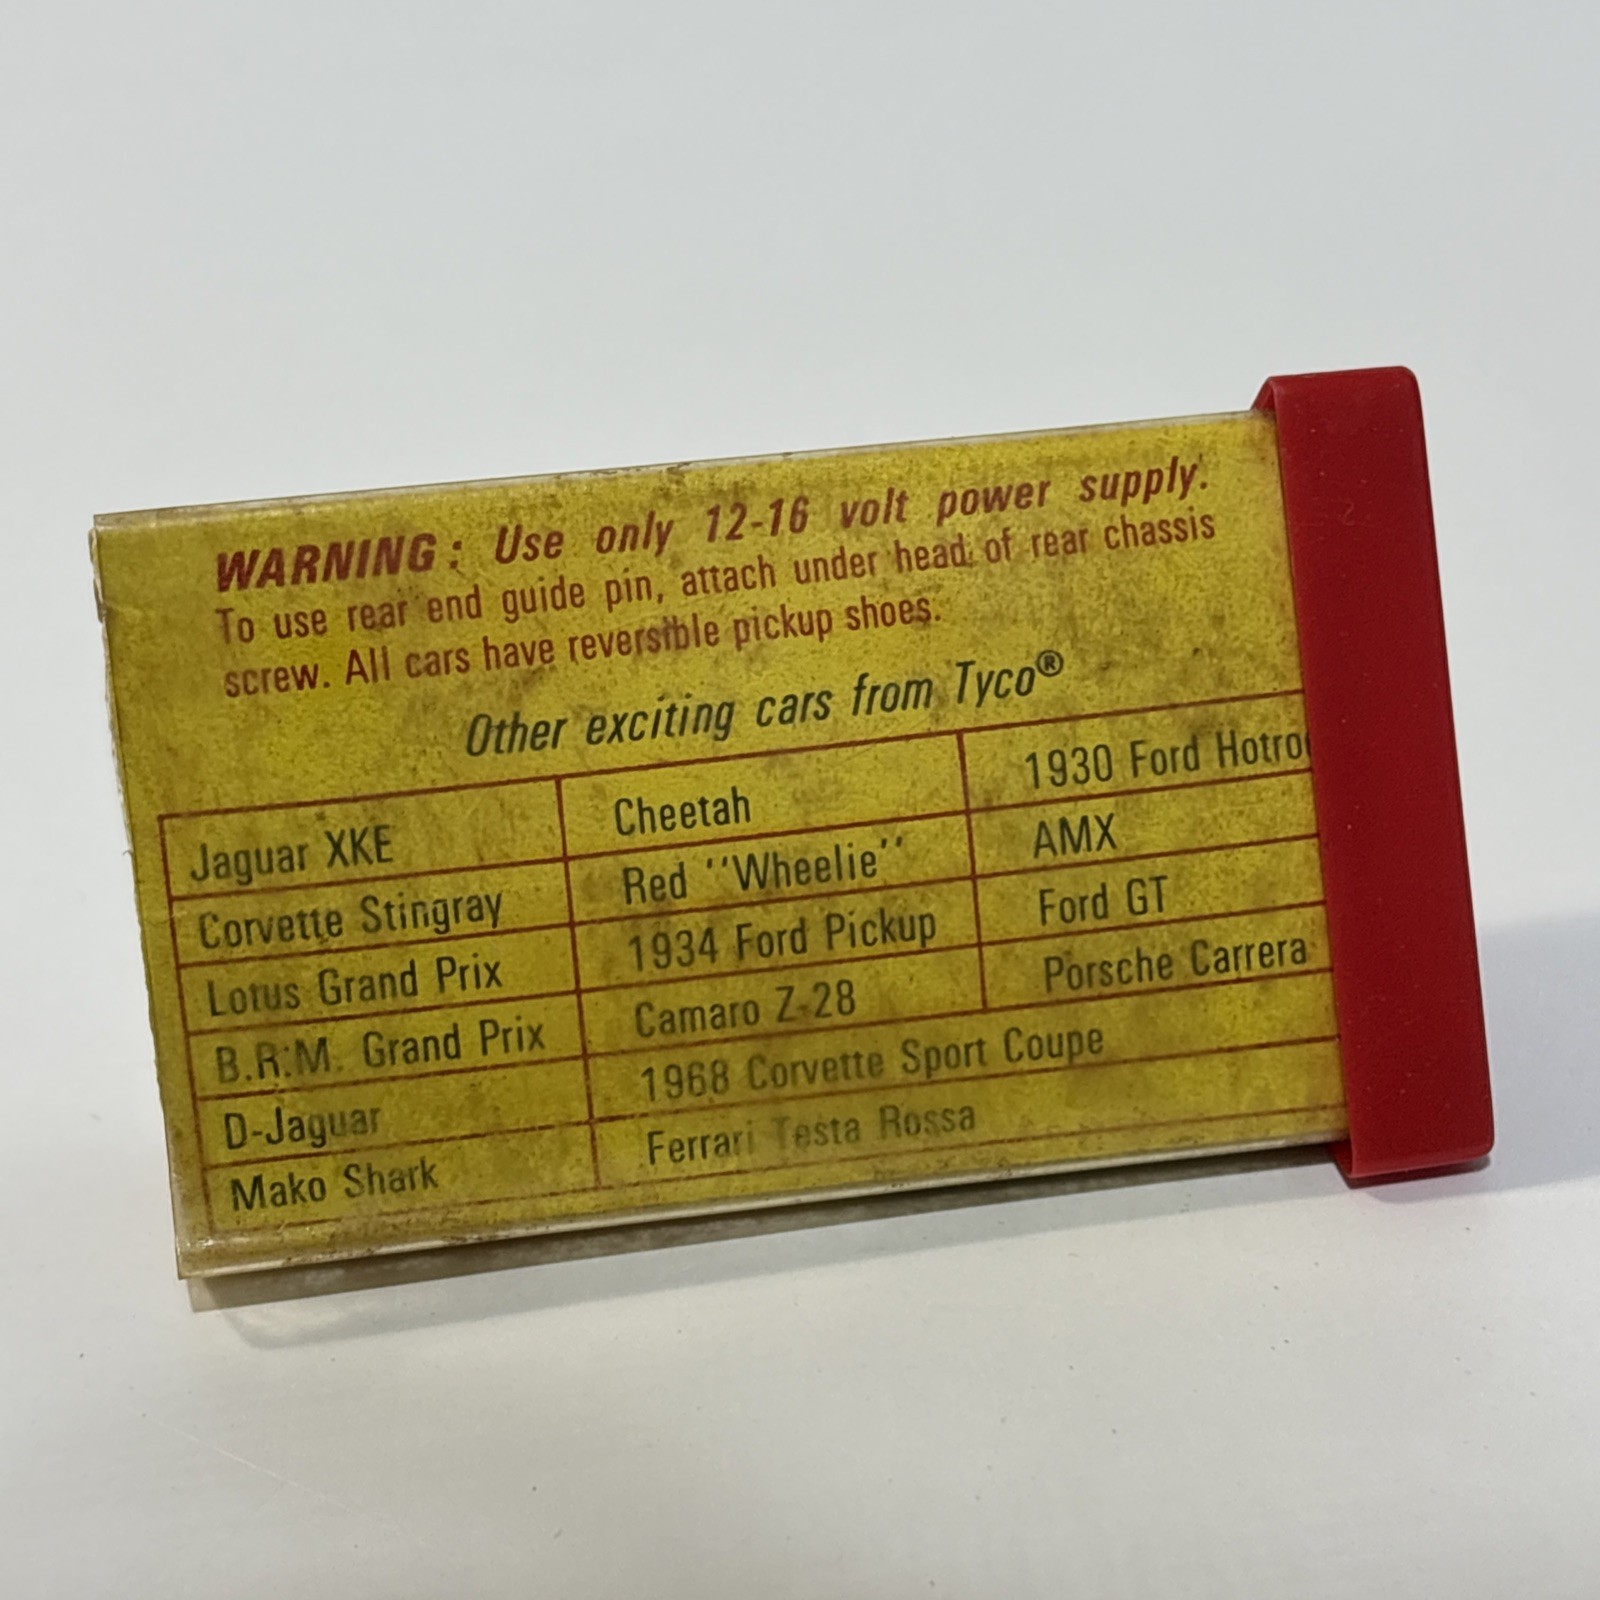 WARNING: Use only 12-16 volt power supply.
To use rear end guide pin, attach under head of rear chassis
screw. All cars have reversible pickup shoes.
Other exciting cars from Tyco®
Jaguar XKE
Corvette Stingray
Lotus Grand Prix
B.R.M. Grand Prix
D-Jaguar
Mako Shark
Cheetah
Red "Wheelie"
1934 Ford Pickup
Camaro Z-28
1968 Corvette Sport Coupe
Ferrari Testa Rossa
1930 Ford Hotro
AMX
Ford GT
Porsche Carrera